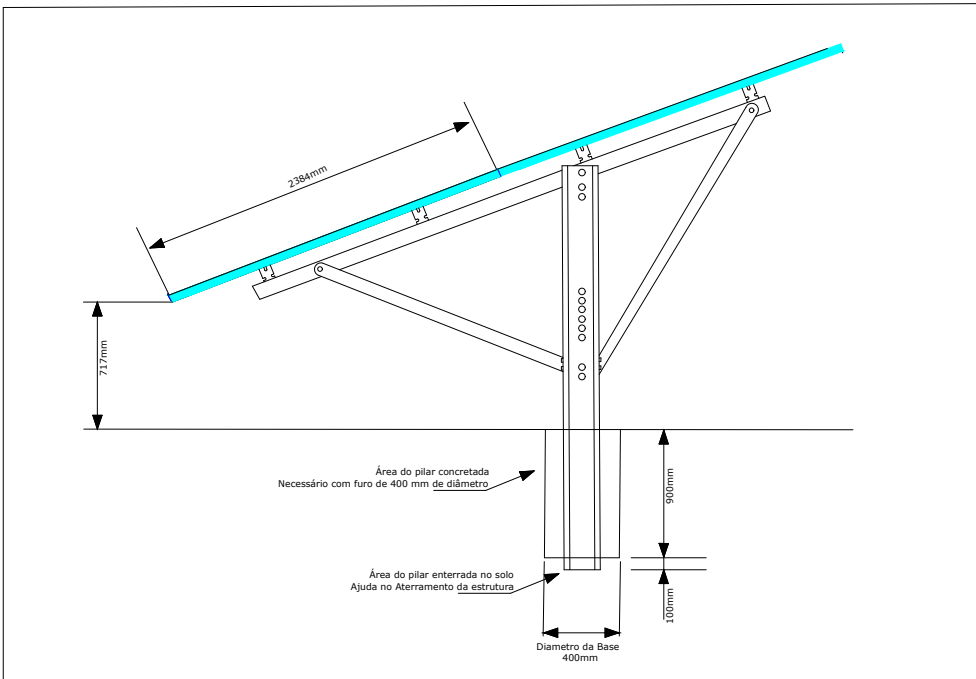 2384mm
717mm
Área do pilar concretada
Necessário com furo de 400 mm de diâmetro
900mm
Área do pilar enterrada no solo
Ajuda no Aterramento da estrutura
100mm
Diametro da Base
400mm